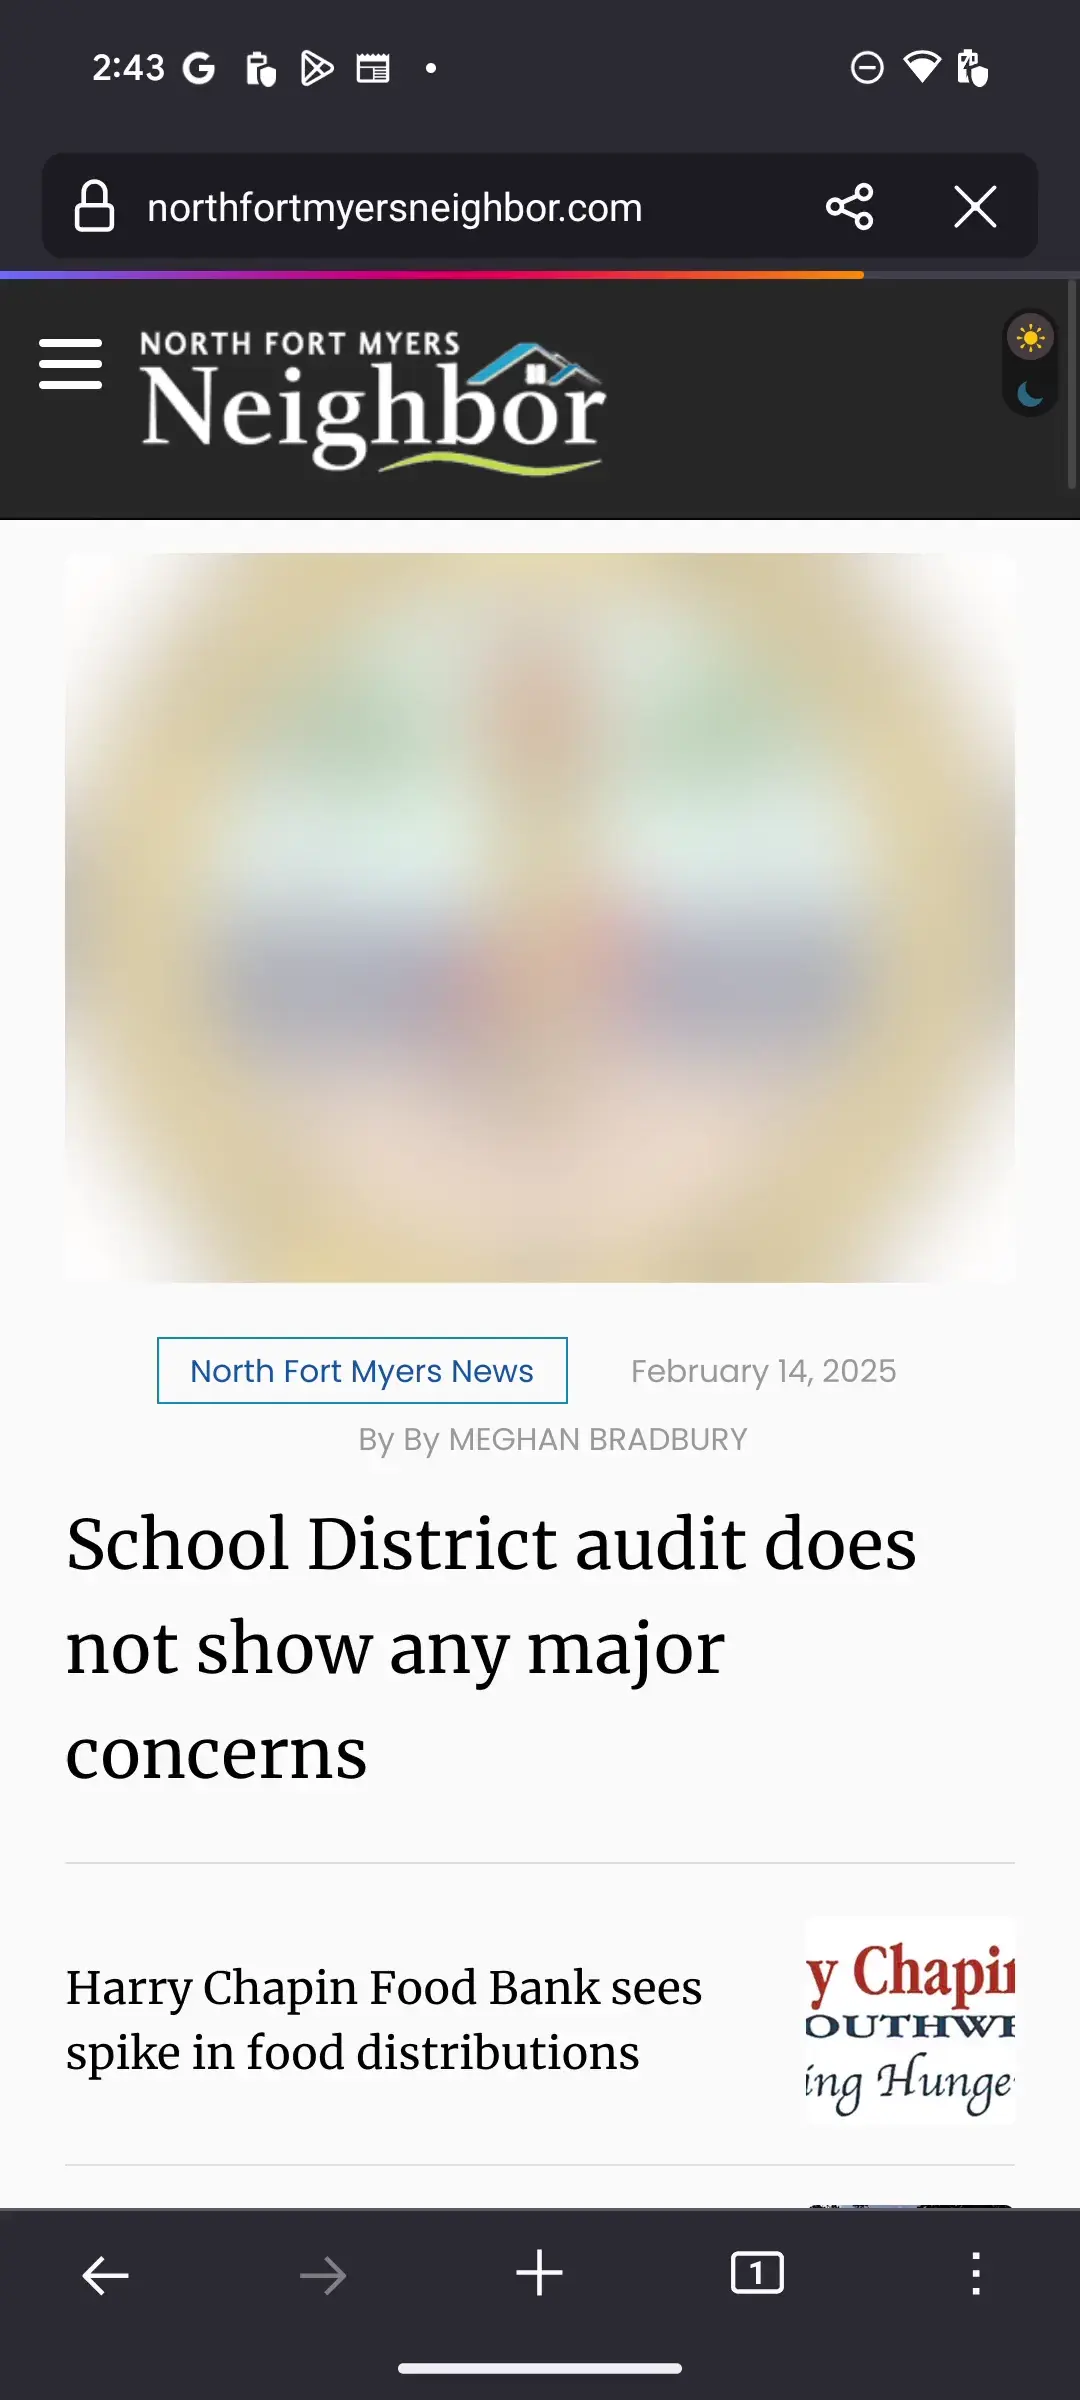 2:43
northfortmyersneighbor.com
NORTH FORT MYERS
Neighbor
North Fort Myers News
February 14, 2025
By By MEGHAN BRADBURY
School District audit does
not show any major
concerns
Harry Chapin Food Bank sees
spike in food distributions
y Chapin
OUTHWE
ing Hunge
1